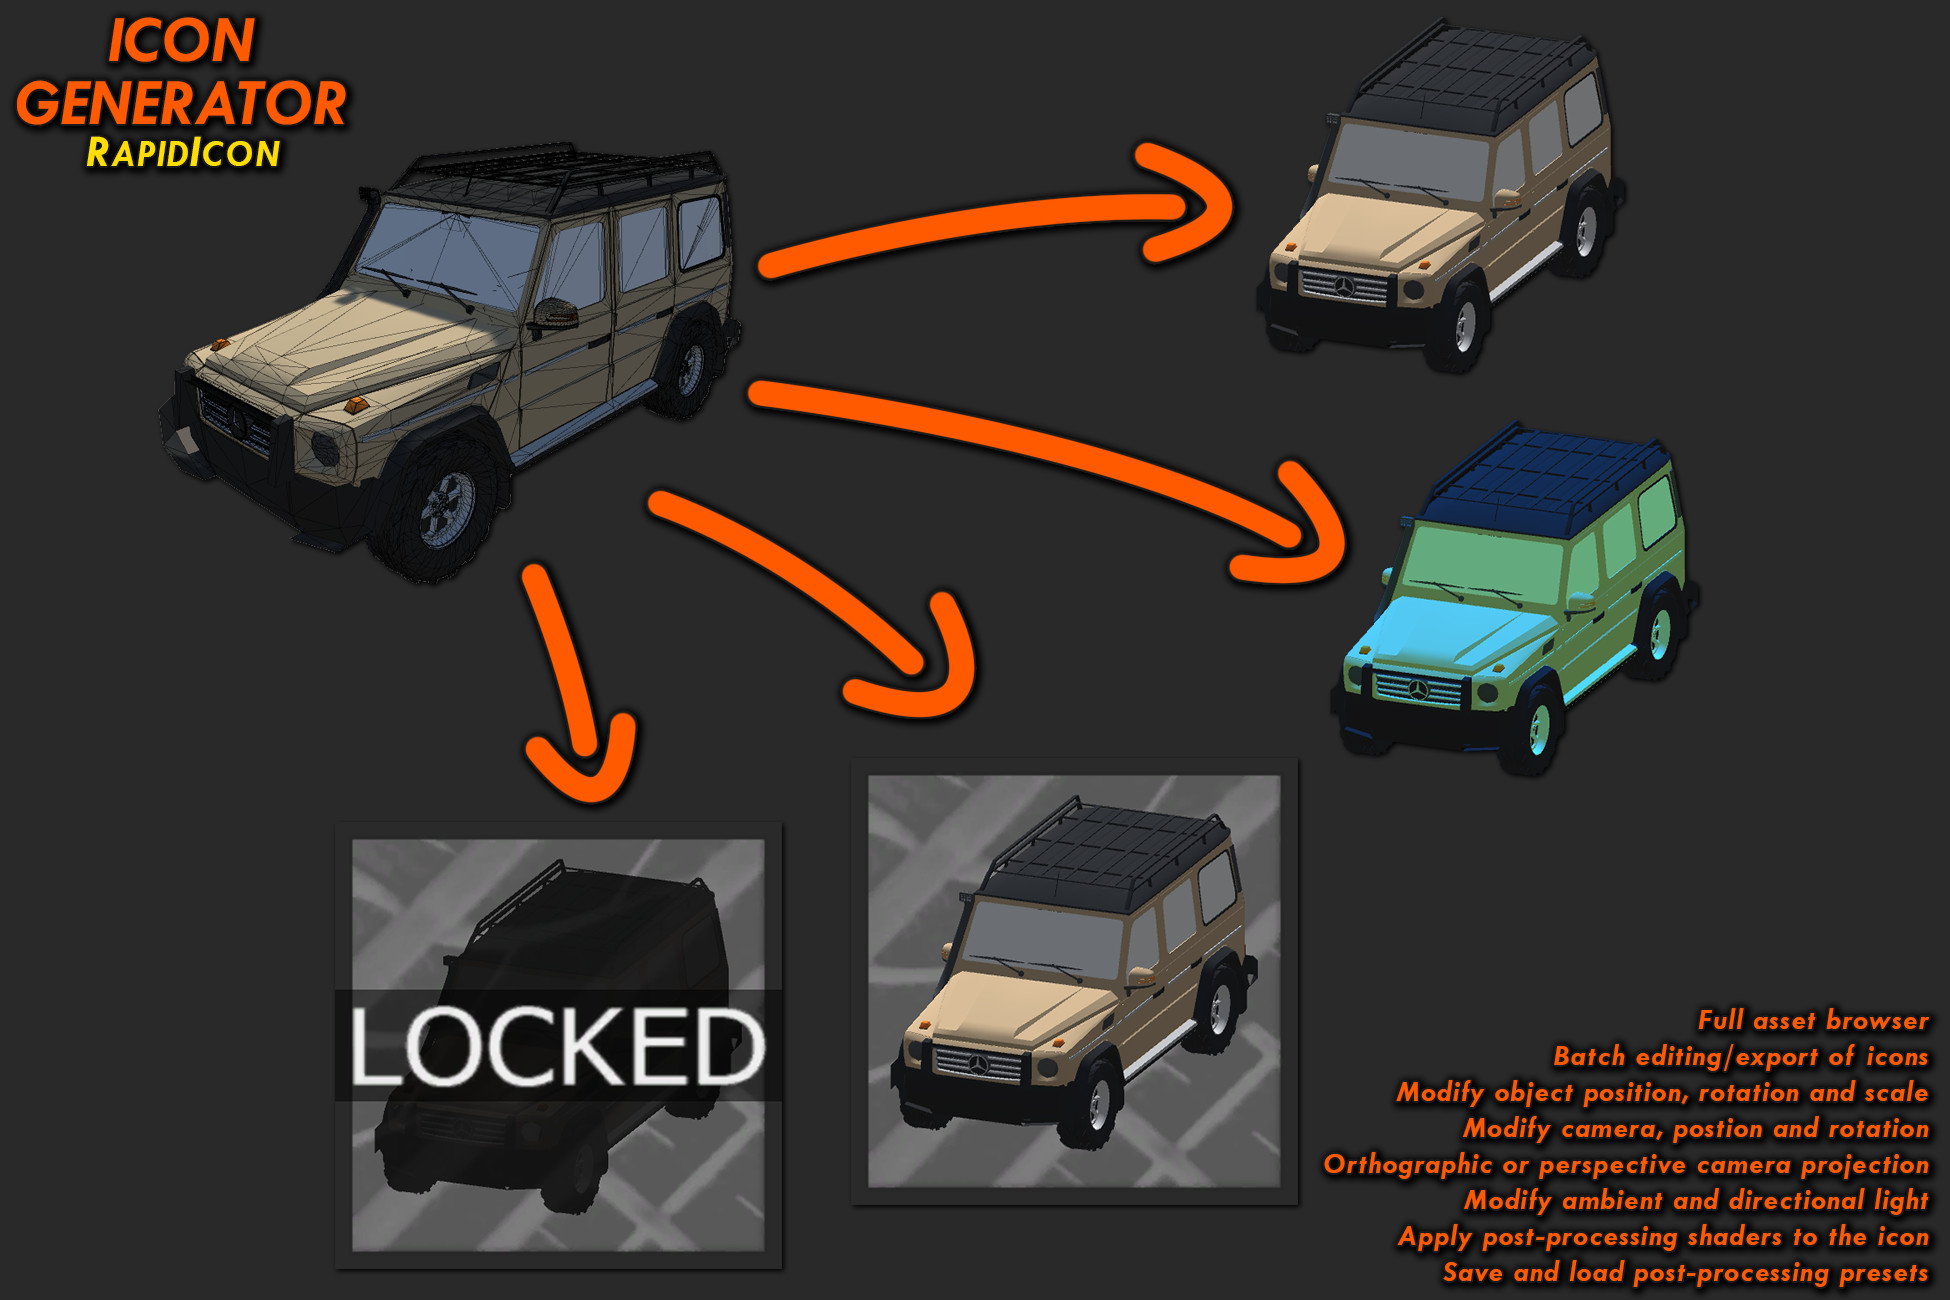 ICON
GENERATOR
RAPIDICON
LOCKED
Full asset browser
Batch editing/export of icons
Modify object position, rotation and scale
Modify camera, postion and rotation
Orthographic or perspective camera projection
Modify ambient and directional light
Apply post-processing shaders to the icon
Save and load post-processing presets